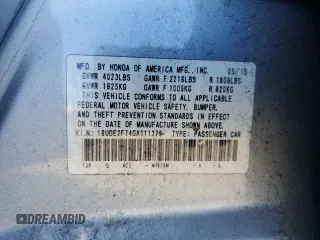 MFD. BY HONDA OF AMERICA MFG., INC. 05/15
GVWR 4023LBS GAWR F 2216LBS R 1808LBS
GVWR 1825KG GAWR F 1005KG R 820KG
THIS VEHICLE CONFORMS TO ALL APPLICABLE
FEDERAL MOTOR VEHICLE SAFETY, BUMPER,
AND THEFT PREVENTION STANDARDS IN EFFECT
ON THE DATE OF MANUFACTURE SHOWN ABOVE.
V.I.N.: 19UDE2F74GA011379 TYPE: PASSENGER CAR
DREAMBID